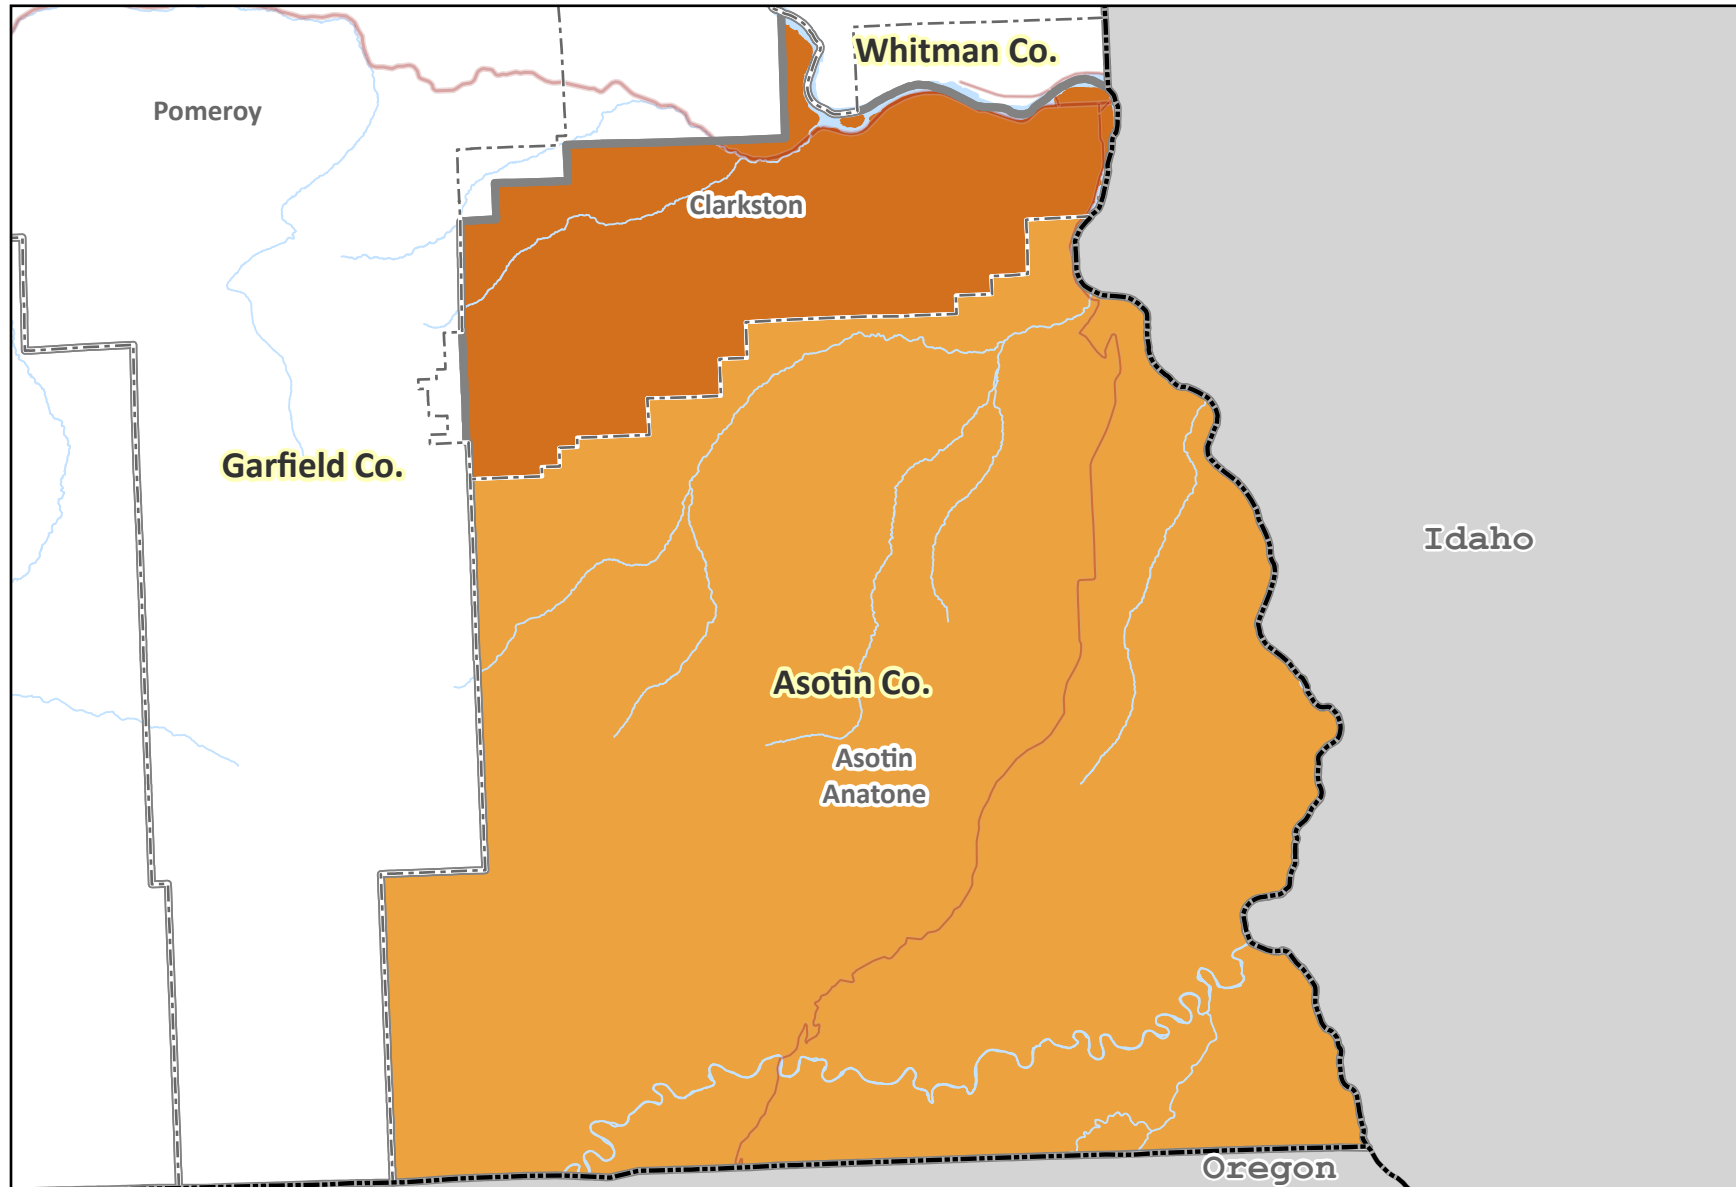 Whitman Co.
Pomeroy
Clarkston
Garfield Co.
Idaho
Asotin Co.
Asotin
Anatone
Oregon